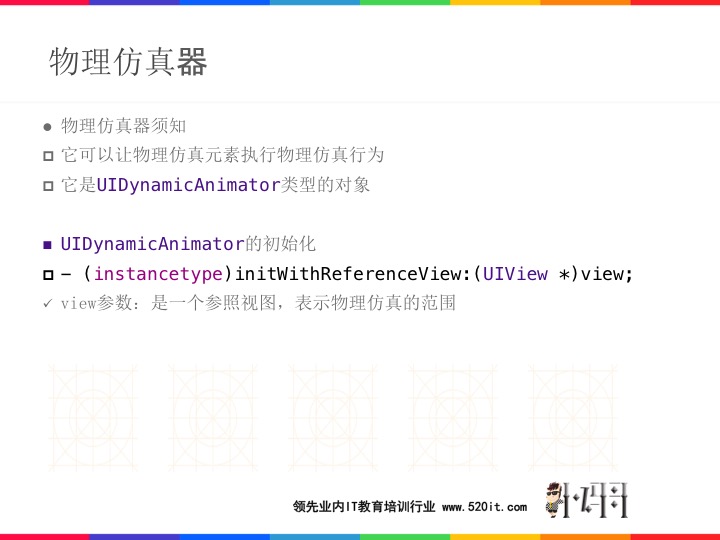 物理仿真器
物理仿真器须知
它可以让物理仿真元素执行物理仿真行为
它是UIDynamicAnimator类型的对象
UIDynamicAnimator的初始化
- (instancetype)initWithReferenceView:(UIView *)view;
view参数：是一个参照视图，表示物理仿真的范围
领先业内IT教育培训行业 www.520it.com
小码哥